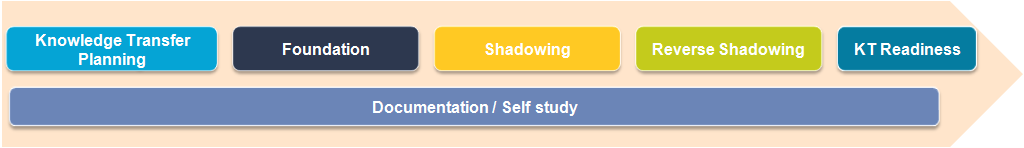 Knowledge Transfer
Planning
Foundation
Shadowing
Reverse Shadowing
KT Readiness
Documentation / Self study